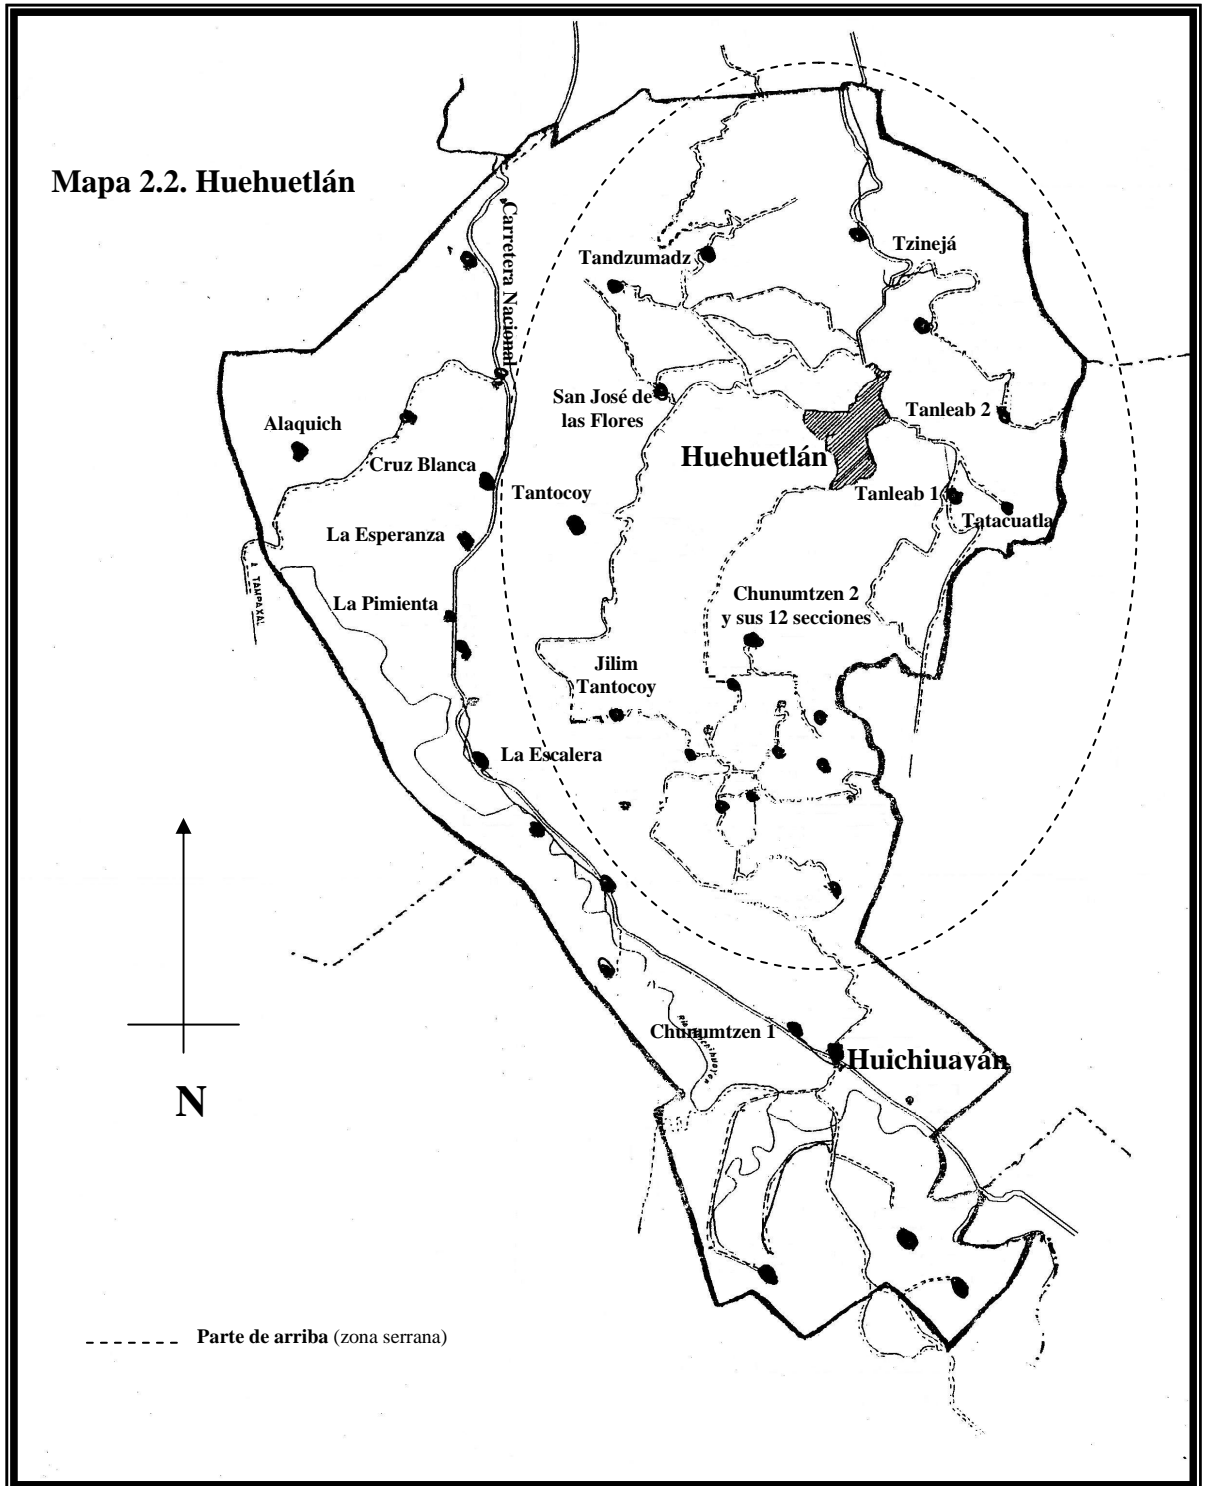 Mapa 2.2. Huehuetlán
Carretera Nacional
Tzinejá
Tandzumadz
San José de
las Flores
Tanleab 2
Alaquich
Huehuetlán
Cruz Blanca
Tantocoy
Tanleab 1
Tatacuatla
La Esperanza
A TAMPAXAL
Chunumtzen 2
y sus 12 secciones
La Pimienta
Jilim
Tantocoy
La Escalera
Chunumtzen 1
Huichiuayán
N
Parte de arriba (zona serrana)